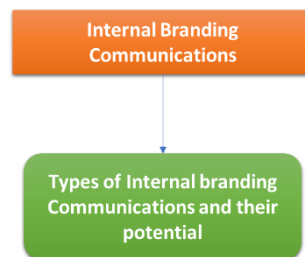 Internal Branding
Communications
Types of Internal branding
Communications and their
potential